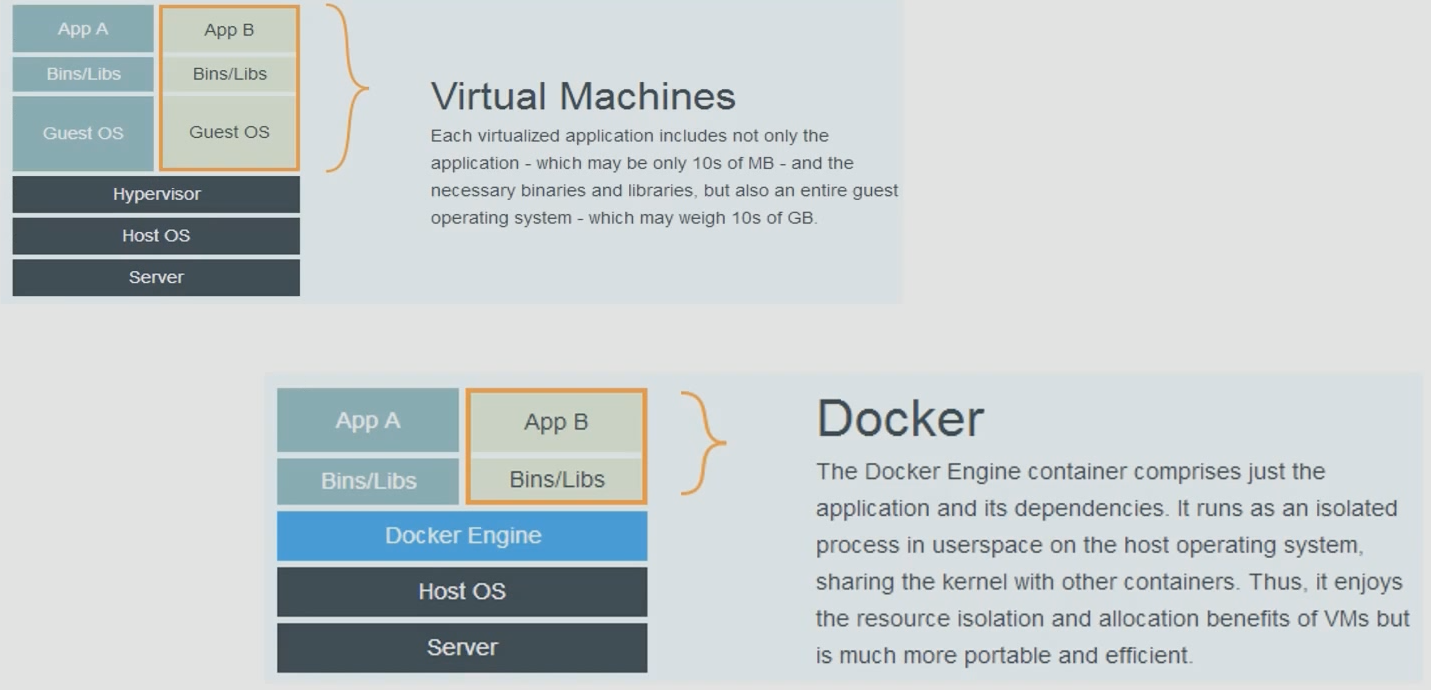 App A
App B
Bins/Libs
Bins/Libs
Guest OS
Guest OS
Hypervisor
Host OS
Server
Virtual Machines
Each virtualized application includes not only the
application - which may be only 10s of MB - and the
necessary binaries and libraries, but also an entire guest
operating system - which may weigh 10s of GB.
App A
App B
Bins/Libs
Bins/Libs
Docker Engine
Host OS
Server
Docker
The Docker Engine container comprises just the
application and its dependencies. It runs as an isolated
process in userspace on the host operating system,
sharing the kernel with other containers. Thus, it enjoys
the resource isolation and allocation benefits of VMs but
is much more portable and efficient.